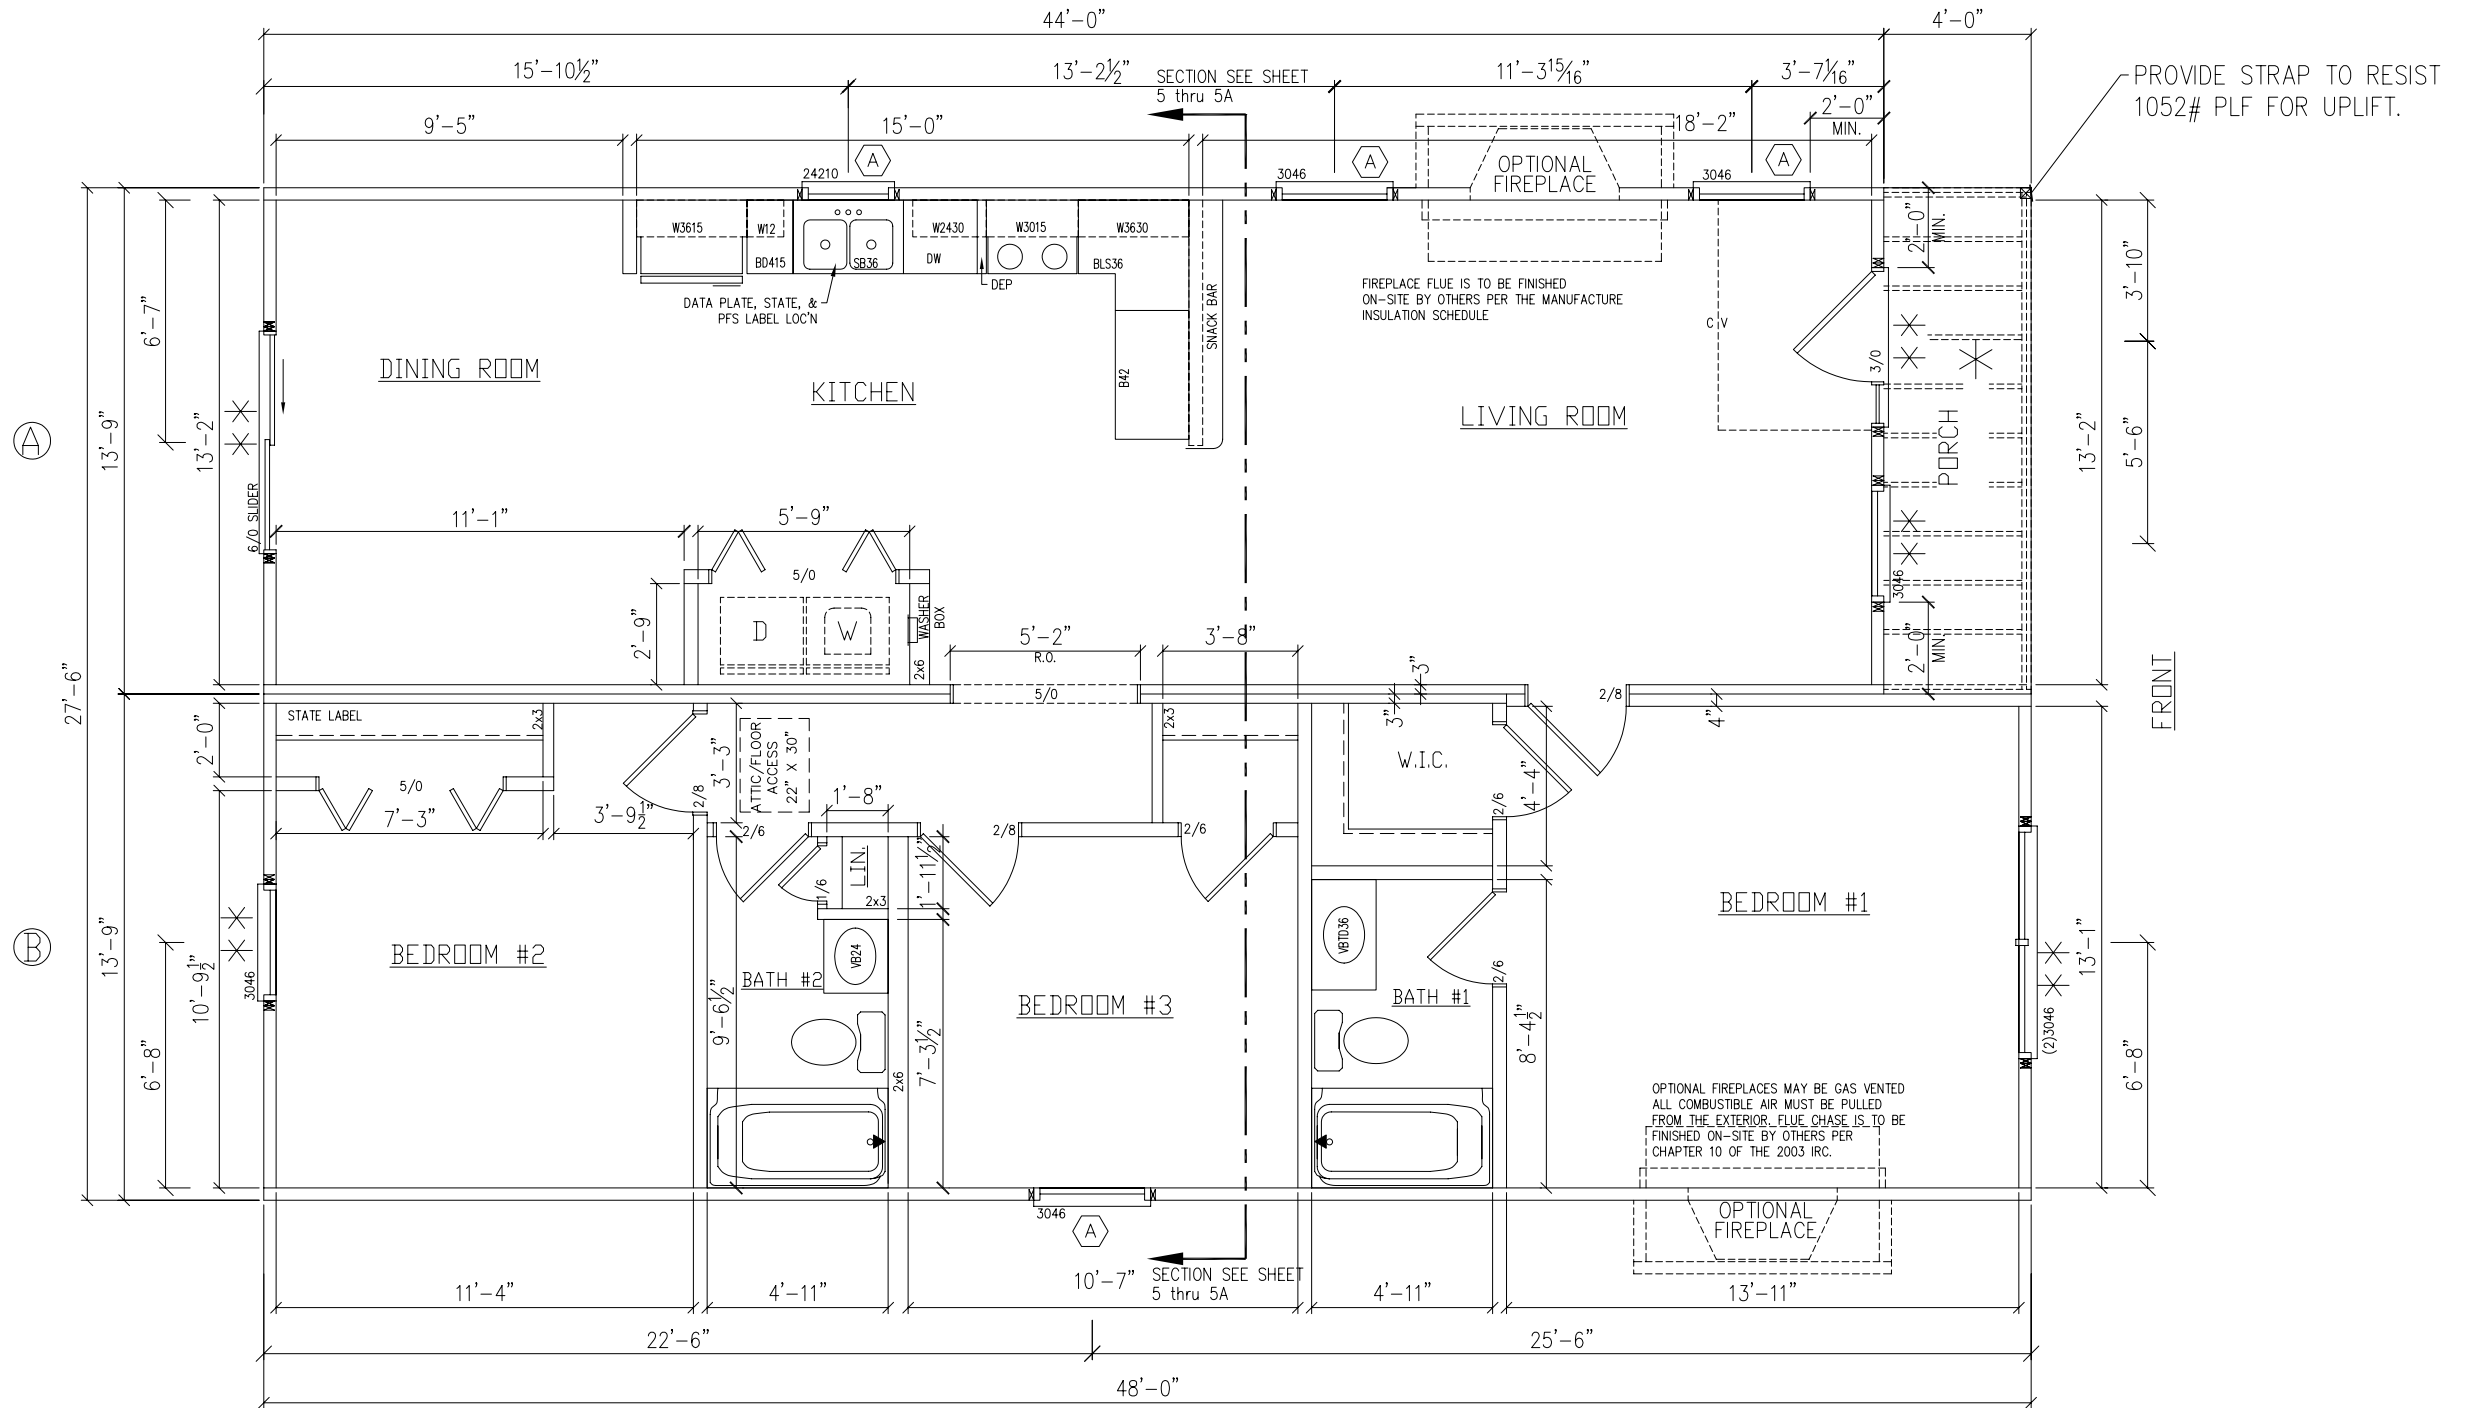 44'-0"
4'-0"
15'-10½"
13'-2½"
11'-3 15/16"
3'-7 1/16"
SECTION SEE SHEET
5 thru 5A
PROVIDE STRAP TO RESIST
1052# PLF FOR UPLIFT.
9'-5"
15'-0"
18'-2"
2'-0"
MIN.
24210
A
3046
A
OPTIONAL
FIREPLACE
3046
A
W3615
W12
W2430
W3015
W3630
BD415
SB36
DW
BLS36
DEP
DATA PLATE, STATE, &
PFS LABEL LOC'N
SNACK BAR
B42
FIREPLACE FLUE IS TO BE FINISHED
ON-SITE BY OTHERS PER THE MANUFACTURE
INSULATION SCHEDULE
C V
2'-0"
MIN.
3/0
PORCH
3'-10"
5'-6"
13'-2"
3046
2'-0"
MIN.
FRONT
A
27'-6"
13'-9"
6'-7"
13'-2"
6/0 SLIDER
DINING ROOM
KITCHEN
LIVING ROOM
11'-1"
5'-9"
5/0
2'-9"
D
W
WASHER
BOX
2x6
5'-2"
R.O.
5/0
3'-8"
3"
3"
2/8
4"
STATE LABEL
2x3
2'-0"
5/0
7'-3"
3'-9½"
2/8
3'-3"
ATTIC/FLOOR
ACCESS
22" X 30"
1'-8"
2/6
LIN.
1/6
2x3
1'-11½"
2/8
2/6
2x3
W.I.C.
4'-4"
2/6
B
13'-9"
10'-9½"
6'-8"
3046
BEDROOM #2
BATH #2
VB24
9'-6½"
2x6
7'-3½"
BEDROOM #3
VBTD36
BATH #1
2/6
8'-4½"
BEDROOM #1
13'-1"
(2)3046
6'-8"
OPTIONAL FIREPLACES MAY BE GAS VENTED
ALL COMBUSTIBLE AIR MUST BE PULLED
FROM THE EXTERIOR. FLUE CHASE IS TO BE
FINISHED ON-SITE BY OTHERS PER
CHAPTER 10 OF THE 2003 IRC.
OPTIONAL
FIREPLACE
3046
A
SECTION SEE SHEET
5 thru 5A
11'-4"
4'-11"
10'-7"
4'-11"
13'-11"
22'-6"
25'-6"
48'-0"